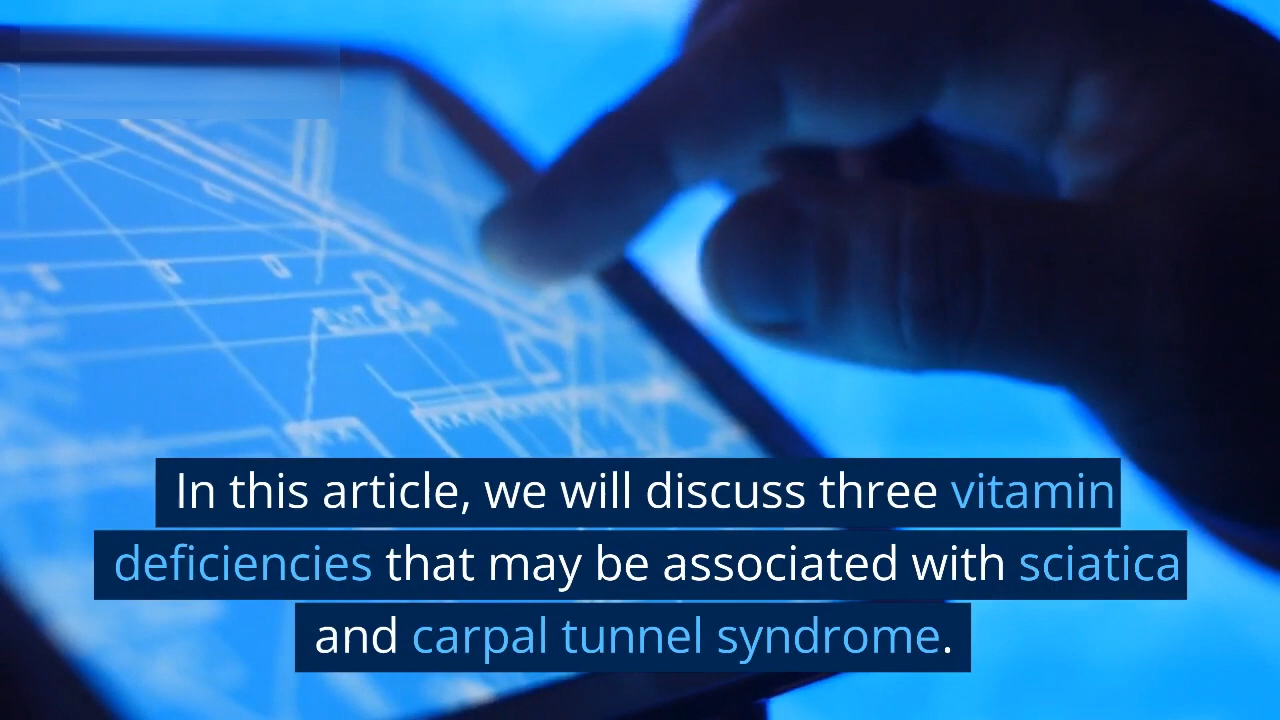 In this article, we will discuss three vitamin
deficiencies that may be associated with sciatica
and carpal tunnel syndrome.